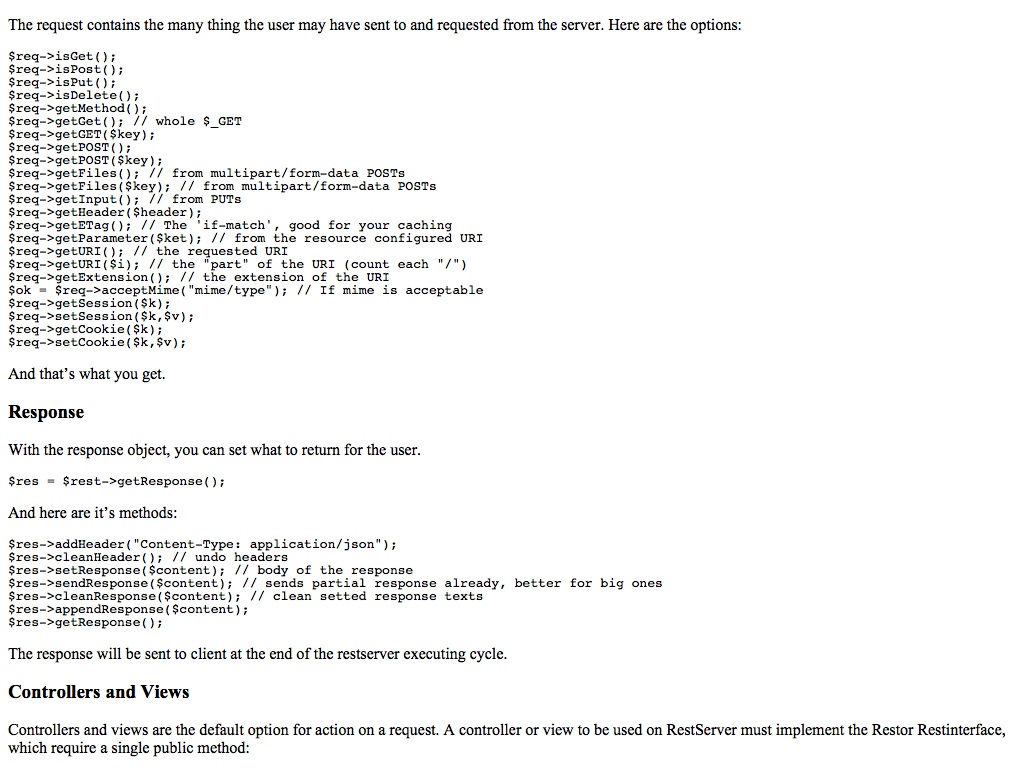 The request contains the many thing the user may have sent to and requested from the server. Here are the options:
$req->isGet();
$req->isPost();
$req->isPut();
$req->isDelete();
$req->getMethod();
$req->getGet(); // whole $_GET
$req->getGET($key);
$req->getPOST();
$req->getPOST($key);
$req->getFiles(); // from multipart/form-data POSTs
$req->getFiles($key); // from multipart/form-data POSTs
$req->getInput(); // from PUTs
$req->getHeader($header);
$req->getETag(); // The 'if-match', good for your caching
$req->getParameter($ket); // from the resource configured URI
$req->getURI(); // the requested URI
$req->getURI($i); // the "part" of the URI (count each "/")
$req->getExtension(); // the extension of the URI
$ok = $req->acceptMime("mime/type"); // If mime is acceptable
$req->getSession($k);
$req->setSession($k,$v);
$req->getCookie($k);
$req->setCookie($k,$v);
And that's what you get.
Response
With the response object, you can set what to return for the user.
$res = $rest->getResponse();
And here are it's methods:
$res->addHeader("Content-Type: application/json");
$res->cleanHeader(); // undo headers
$res->setResponse($content); // body of the response
$res->sendResponse($content); // sends partial response already, better for big ones
$res->cleanResponse($content); // clean setted response texts
$res->appendResponse($content);
$res->getResponse();
The response will be sent to client at the end of the restserver executing cycle.
Controllers and Views
Controllers and views are the default option for action on a request. A controller or view to be used on RestServer must implement the Restor Restinterface,
which require a single public method: